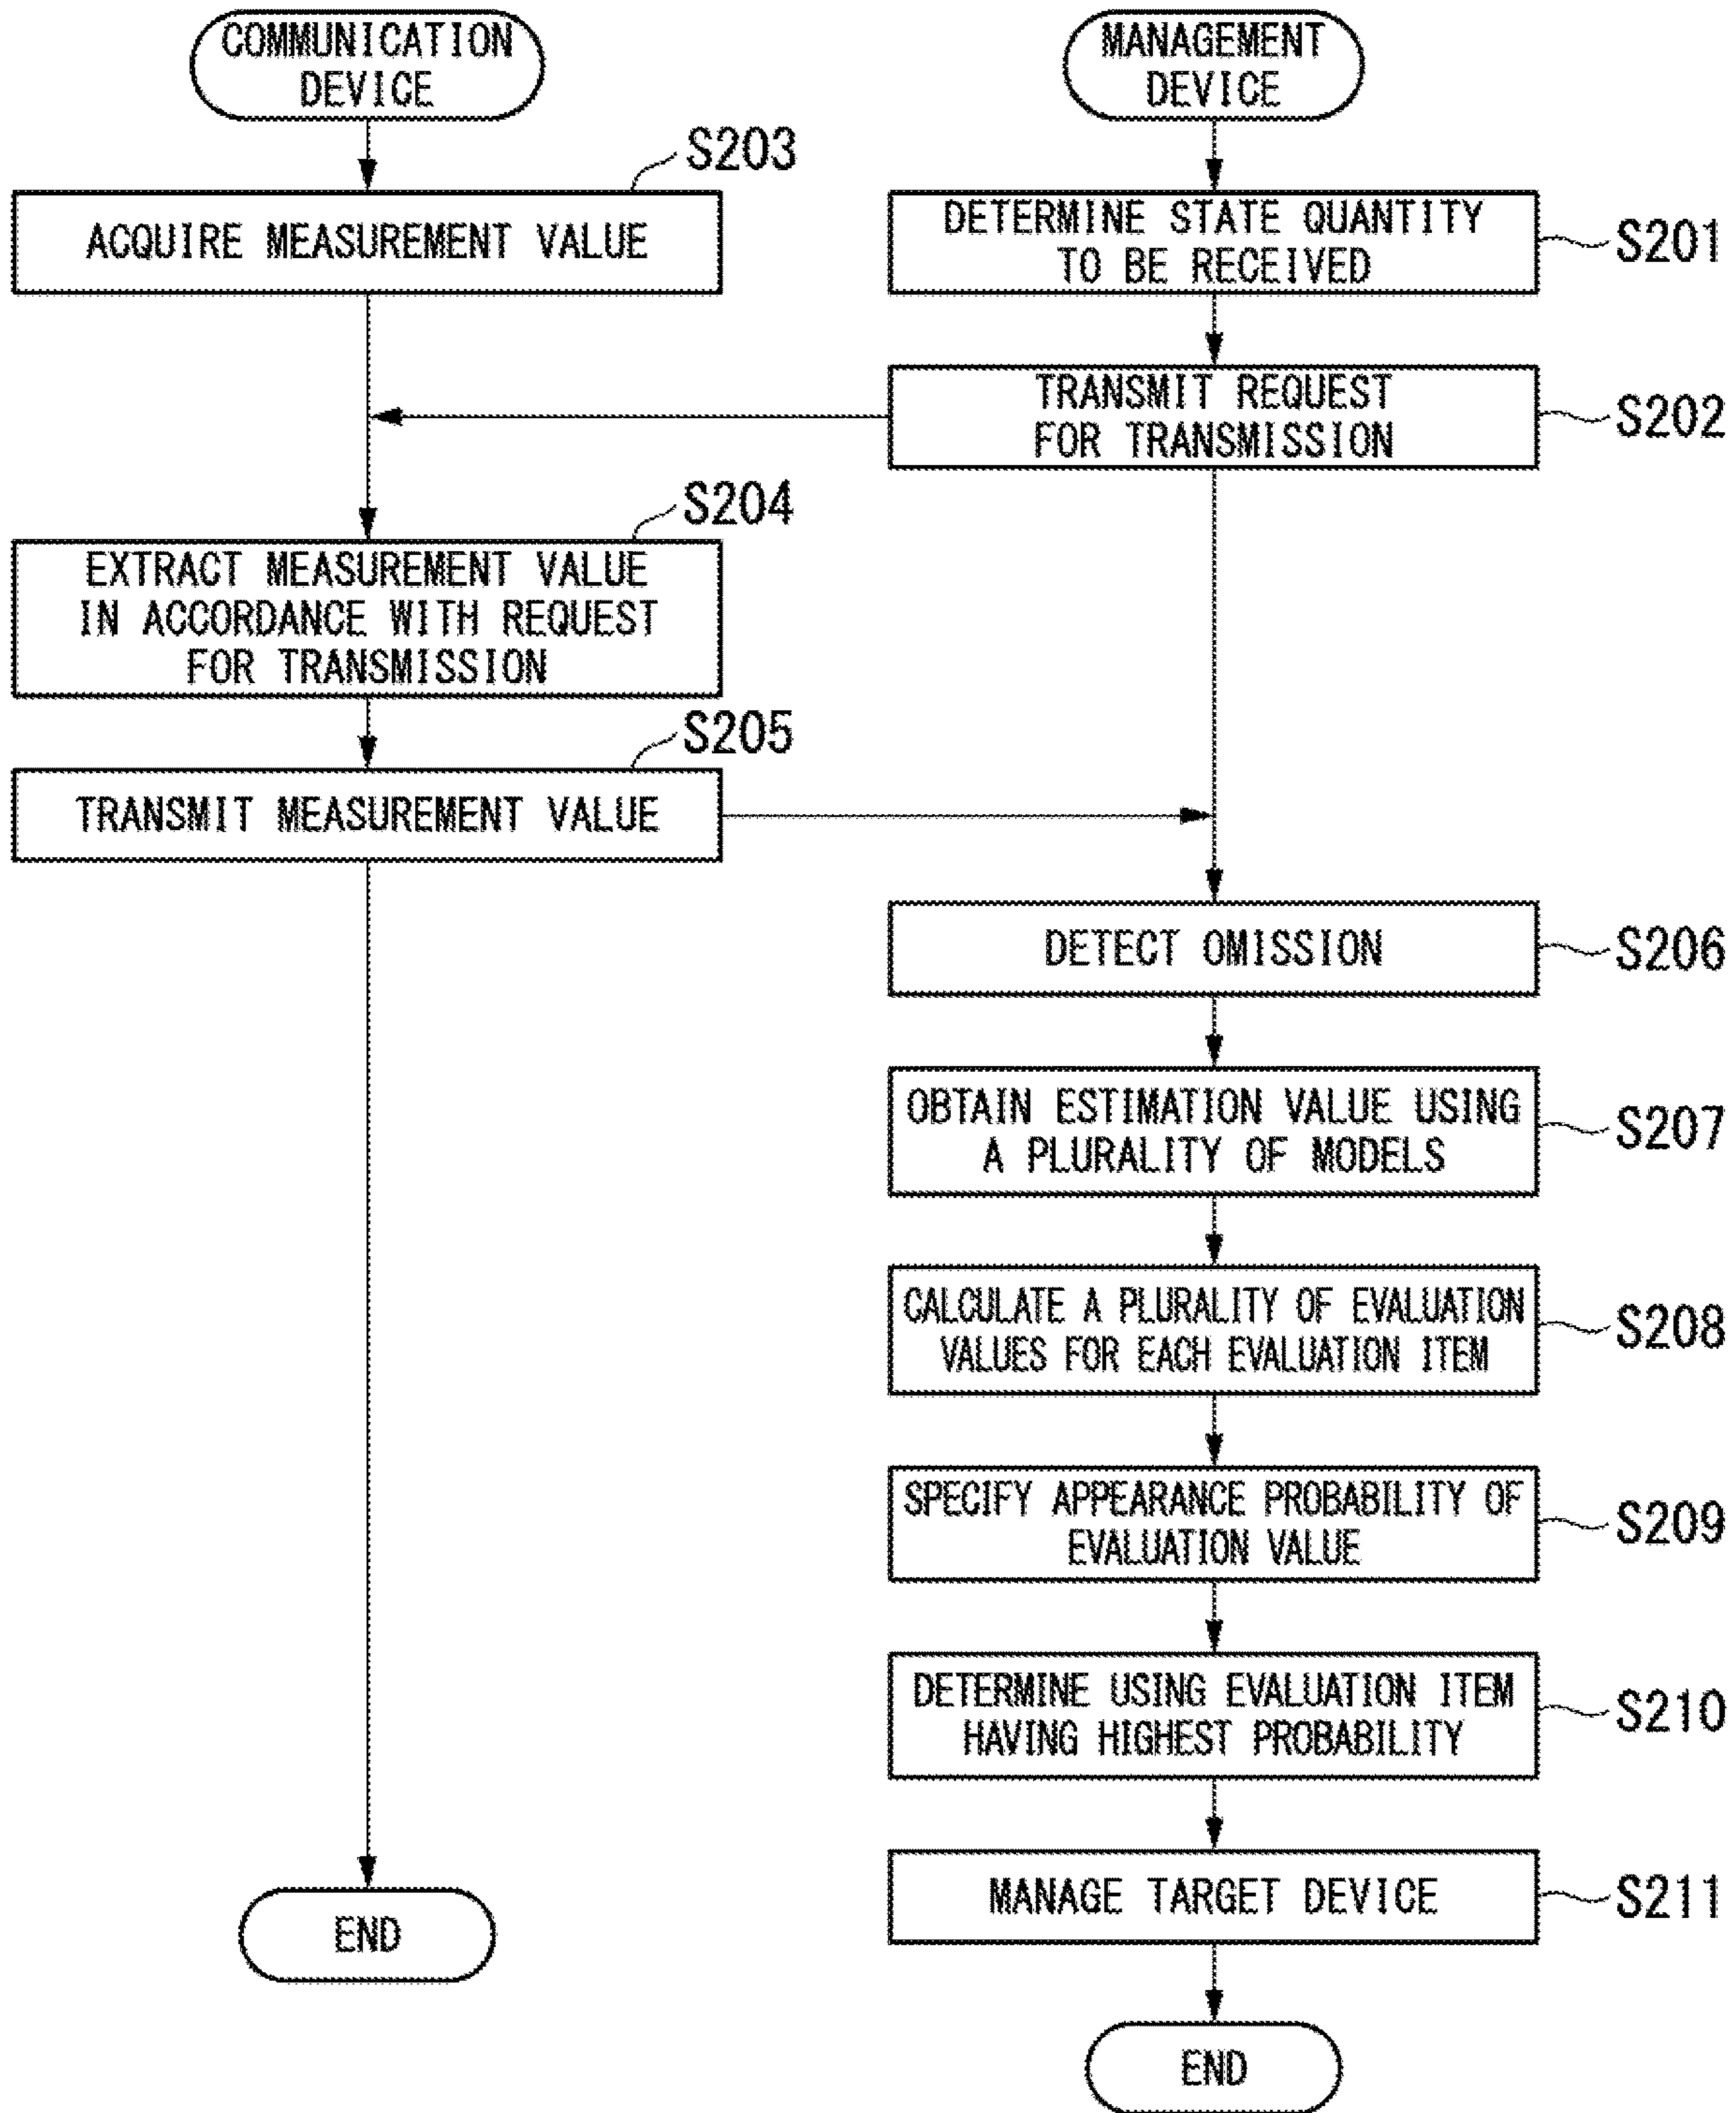 COMMUNICATION
DEVICE
S203
ACQUIRE MEASUREMENT VALUE
S204
EXTRACT MEASUREMENT VALUE
IN ACCORDANCE WITH REQUEST
FOR TRANSMISSION
S205
TRANSMIT MEASUREMENT VALUE
END
MANAGEMENT
DEVICE
DETERMINE STATE QUANTITY
TO BE RECEIVED
S201
TRANSMIT REQUEST
FOR TRANSMISSION
S202
DETECT OMISSION
S206
OBTAIN ESTIMATION VALUE USING
A PLURALITY OF MODELS
S207
CALCULATE A PLURALITY OF EVALUATION
VALUES FOR EACH EVALUATION ITEM
S208
SPECIFY APPEARANCE PROBABILITY OF
EVALUATION VALUE
S209
DETERMINE USING EVALUATION ITEM
HAVING HIGHEST PROBABILITY
S210
MANAGE TARGET DEVICE
S211
END